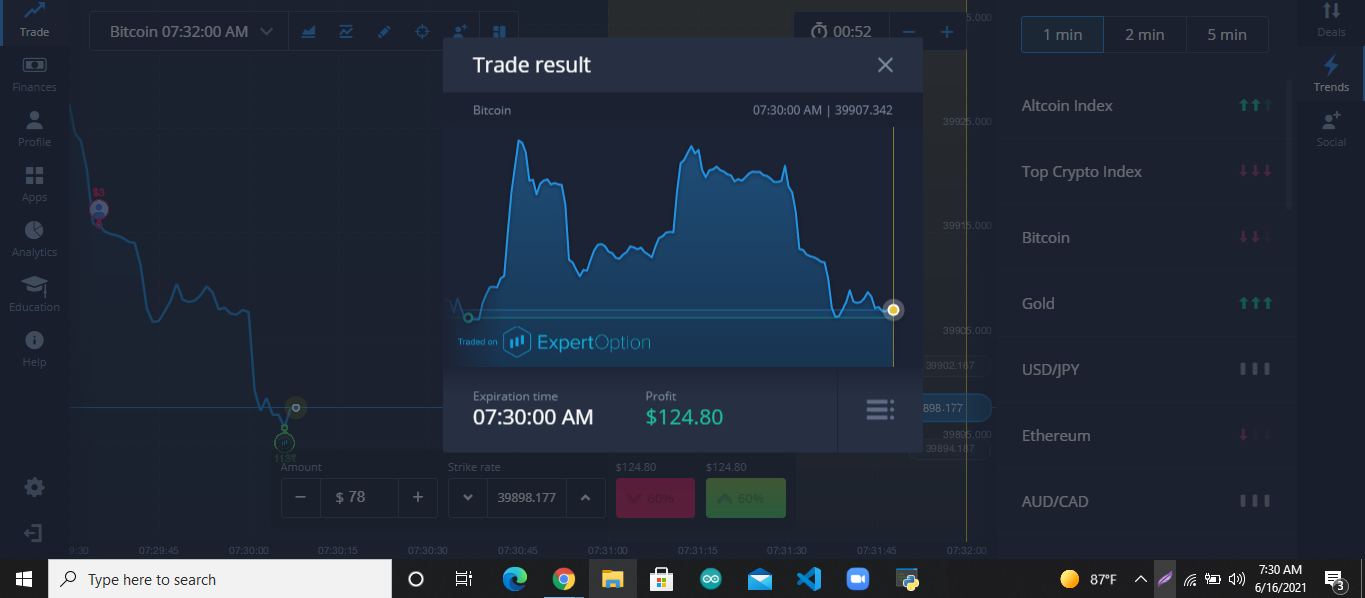 Trade
Finances
Profile
Apps
Analytics
Education
Help
Bitcoin 07:32:00 AM
00:52
Trade result
Bitcoin
07:30:00 AM | 39907.342
Traded on ExpertOption
Expiration time
07:30:00 AM
Profit
$124.80
$3
Amount
$ 78
Strike rate
39898.177
$124.80
60%
$124.80
60%
5.000
39925.000
39915.000
39905.000
39902.167
898.177
39895.000
39894.187
9:30
07:29:45
07:30:00
07:30:15
07:30:30
07:30:45
07:31:00
07:31:15
07:31:30
07:31:45
07:32:00
1 min
2 min
5 min
Altcoin Index
Top Crypto Index
Bitcoin
Gold
USD/JPY
Ethereum
AUD/CAD
Deals
Trends
Social
Type here to search
87°F
7:30 AM
6/16/2021
3